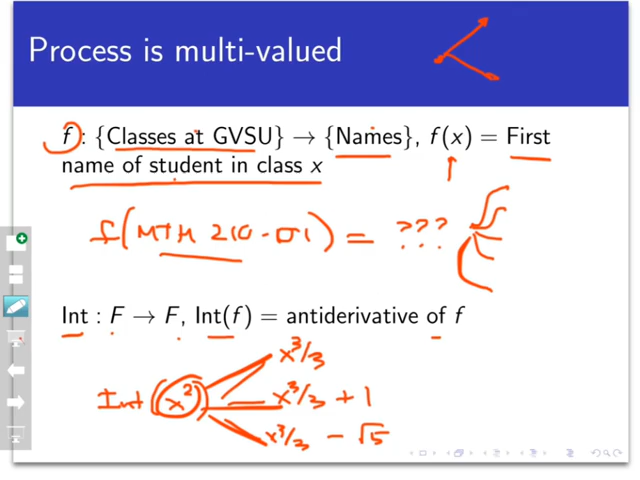 Process is multi-valued
f : {Classes at GVSU} → {Names}, f(x) = First
name of student in class x
f(MTH 210-01) = ???
Int : F → F, Int(f) = antiderivative of f
x³/3
Int (x²) x³/3 + 1
x³/3 - √5